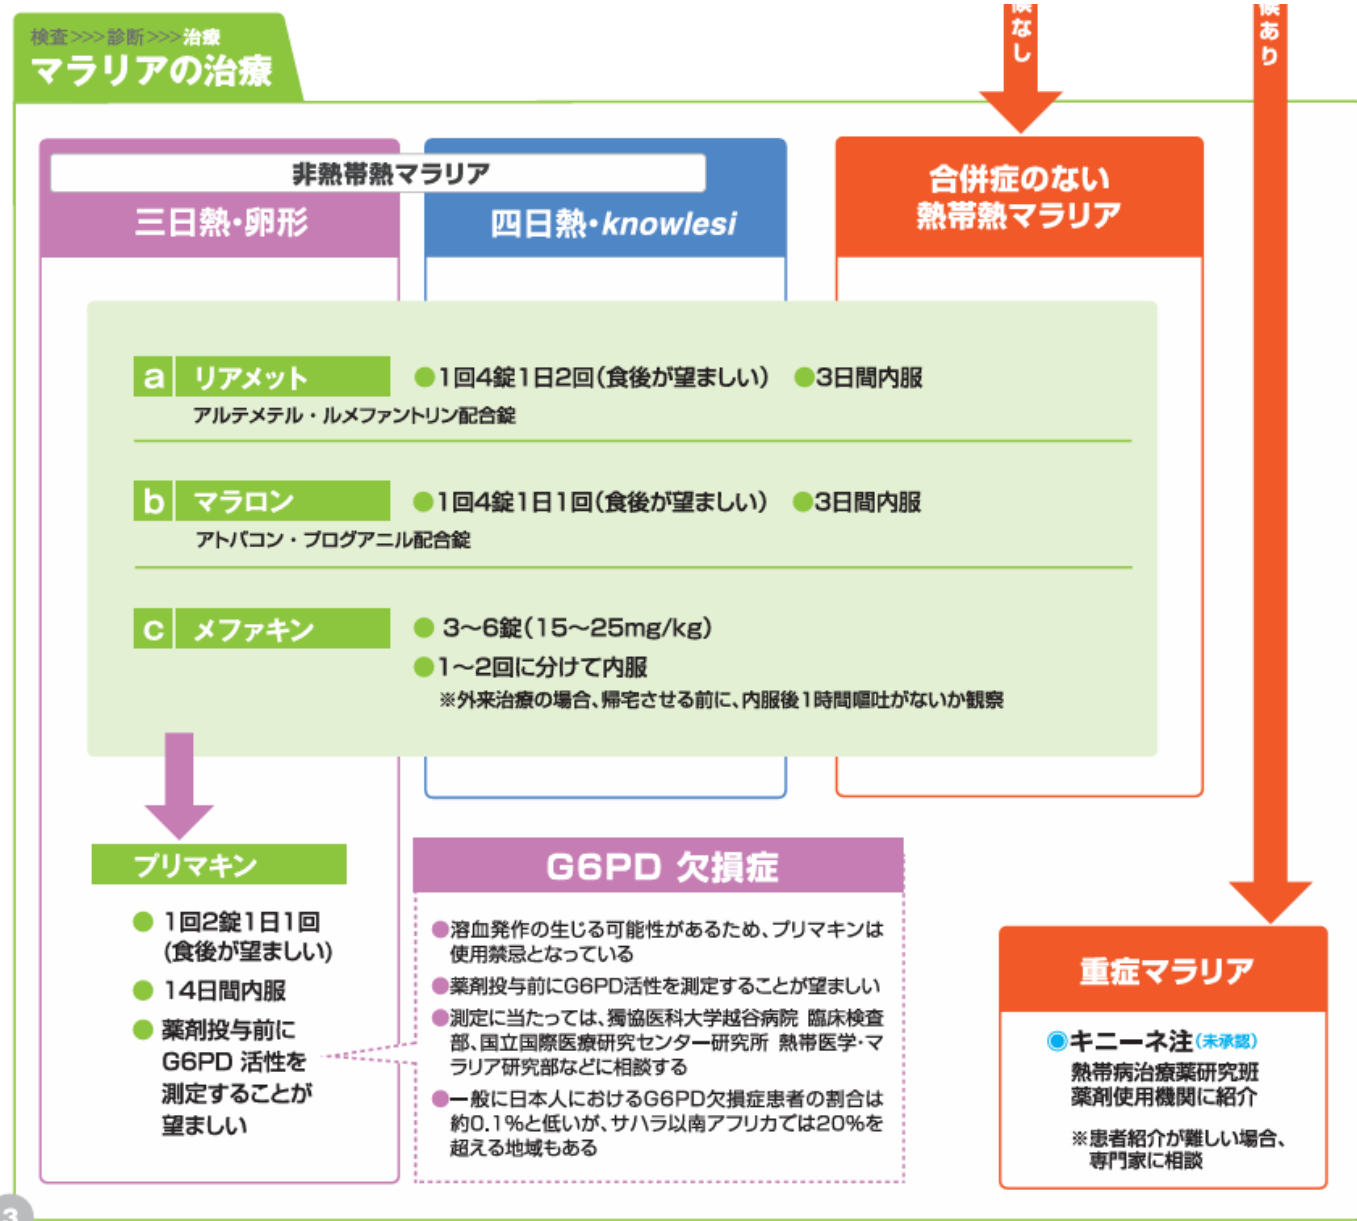 検査>>>診断>>>治療
マラリアの治療
なし
あり
非熱帯熱マラリア
三日熱・卵形
四日熱・knowlesi
合併症のない
熱帯熱マラリア
a リアメット ●1回4錠1日2回(食後が望ましい) ●3日間内服
アルテメテル・ルメファントリン配合錠
b マラロン ●1回4錠1日1回(食後が望ましい) ●3日間内服
アトバコン・プログアニル配合錠
c メファキン ●3〜6錠(15〜25mg/kg)
●1〜2回に分けて内服
※外来治療の場合、帰宅させる前に、内服後1時間嘔吐がないか観察
プリマキン
●1回2錠1日1回
(食後が望ましい)
●14日間内服
●薬剤投与前に
G6PD 活性を
測定することが
望ましい
G6PD 欠損症
●溶血発作の生じる可能性があるため、プリマキンは
使用禁忌となっている
●薬剤投与前にG6PD活性を測定することが望ましい
●測定に当たっては、獨協医科大学越谷病院 臨床検査
部、国立国際医療研究センター研究所 熱帯医学・マ
ラリア研究部などに相談する
●一般に日本人におけるG6PD欠損症患者の割合は
約0.1%と低いが、サハラ以南アフリカでは20%を
超える地域もある
重症マラリア
◉キニーネ注(未承認)
熱帯病治療薬研究班
薬剤使用機関に紹介
※患者紹介が難しい場合、
専門家に相談
3